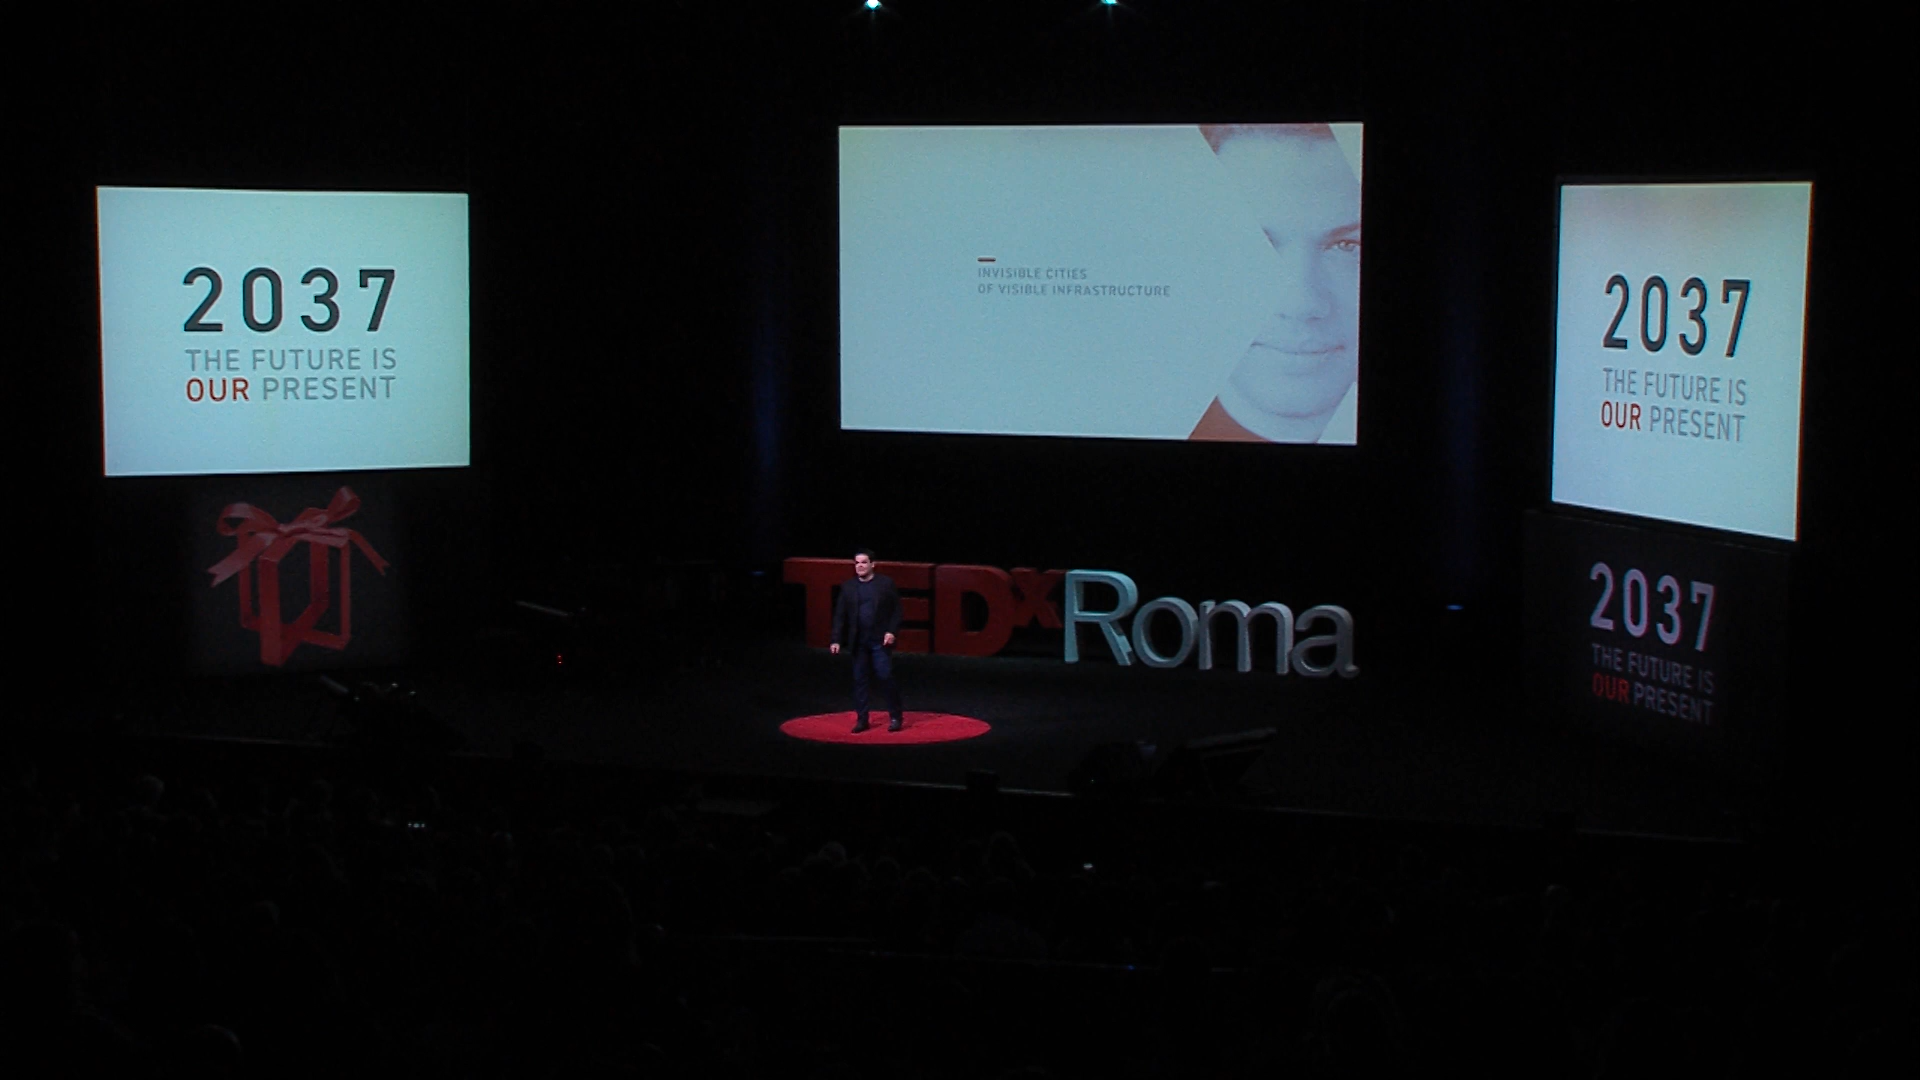 2037
THE FUTURE IS
OUR PRESENT
INVISIBLE CITIES
OF VISIBLE INFRASTRUCTURE
2037
THE FUTURE IS
OUR PRESENT
TEDxRoma
2037
THE FUTURE IS
OUR PRESENT